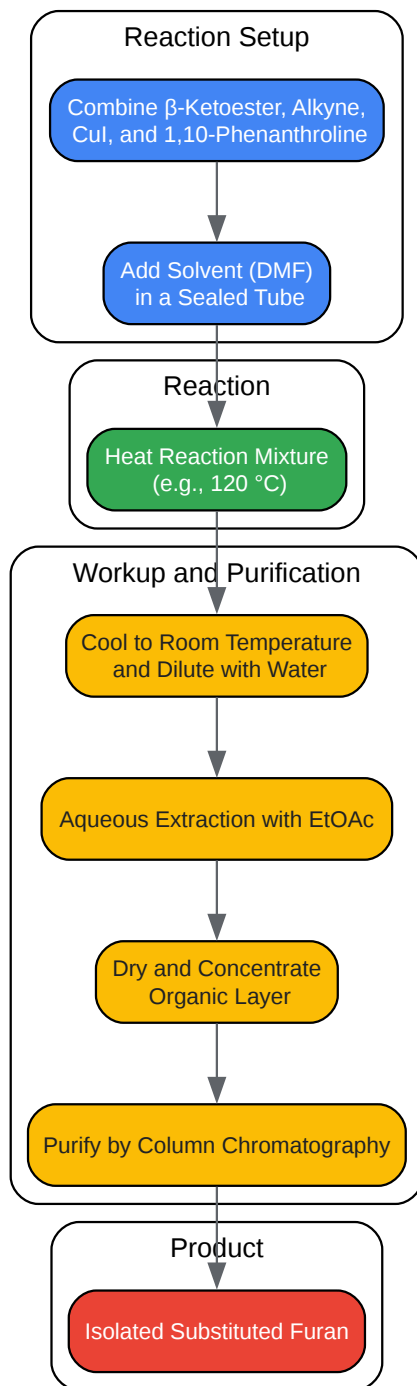 Reaction Setup
Combine β-Ketoester, Alkyne,
CuI, and 1,10-Phenanthroline
Add Solvent (DMF)
in a Sealed Tube
Reaction
Heat Reaction Mixture
(e.g., 120 °C)
Workup and Purification
Cool to Room Temperature
and Dilute with Water
Aqueous Extraction with EtOAc
Dry and Concentrate
Organic Layer
Purify by Column Chromatography
Product
Isolated Substituted Furan